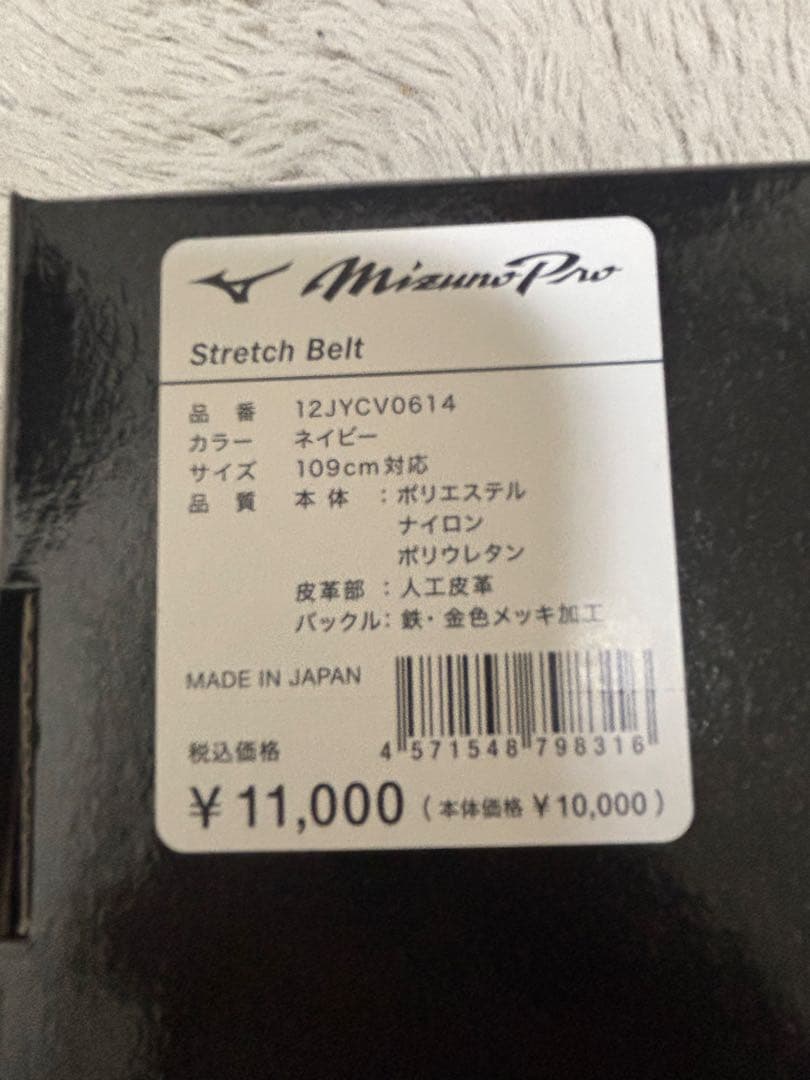 Mizuno Pro
Stretch Belt
品番 12JYCV0614
カラー ネイビー
サイズ 109cm対応
品質 本体 : ポリエステル
ナイロン
ポリウレタン
皮革部 : 人工皮革
バックル: 鉄・金色メッキ加工
MADE IN JAPAN
4 571548 798316
税込価格
¥11,000 (本体価格 ¥10,000)